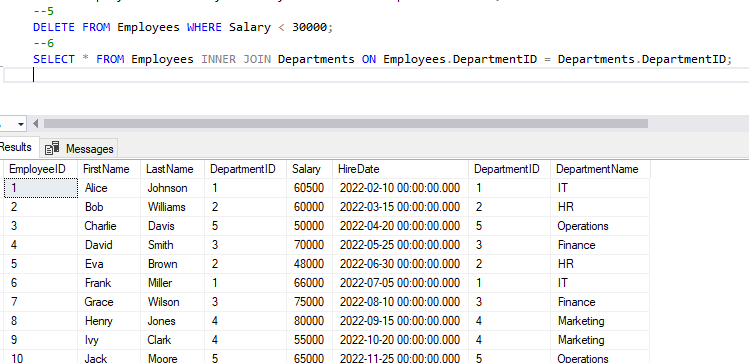 --5
DELETE FROM Employees WHERE Salary < 30000;
--6
SELECT * FROM Employees INNER JOIN Departments ON Employees.DepartmentID = Departments.DepartmentID;
Results Messages
EmployeeID FirstName LastName DepartmentID Salary HireDate DepartmentID DepartmentName
1 Alice Johnson 1 60500 2022-02-10 00:00:00.000 1 IT
2 Bob Williams 2 60000 2022-03-15 00:00:00.000 2 HR
3 Charlie Davis 5 50000 2022-04-20 00:00:00.000 5 Operations
4 David Smith 3 70000 2022-05-25 00:00:00.000 3 Finance
5 Eva Brown 2 48000 2022-06-30 00:00:00.000 2 HR
6 Frank Miller 1 66000 2022-07-05 00:00:00.000 1 IT
7 Grace Wilson 3 75000 2022-08-10 00:00:00.000 3 Finance
8 Henry Jones 4 80000 2022-09-15 00:00:00.000 4 Marketing
9 Ivy Clark 4 55000 2022-10-20 00:00:00.000 4 Marketing
10 Jack Moore 5 65000 2022-11-25 00:00:00.000 5 Operations